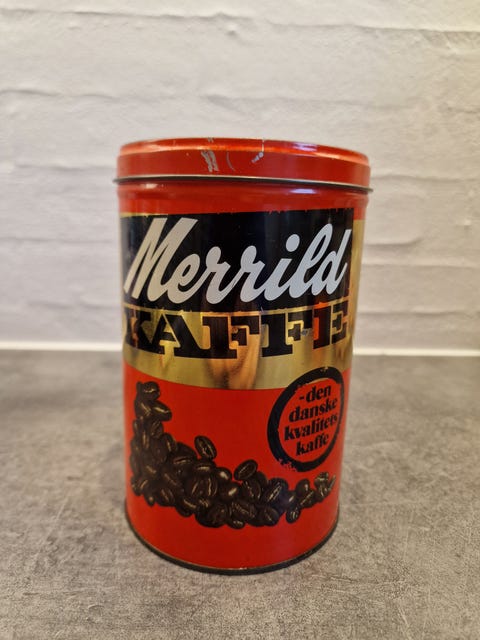 Merrild
KAFFE
-den
danske
kvalitets
kaffe